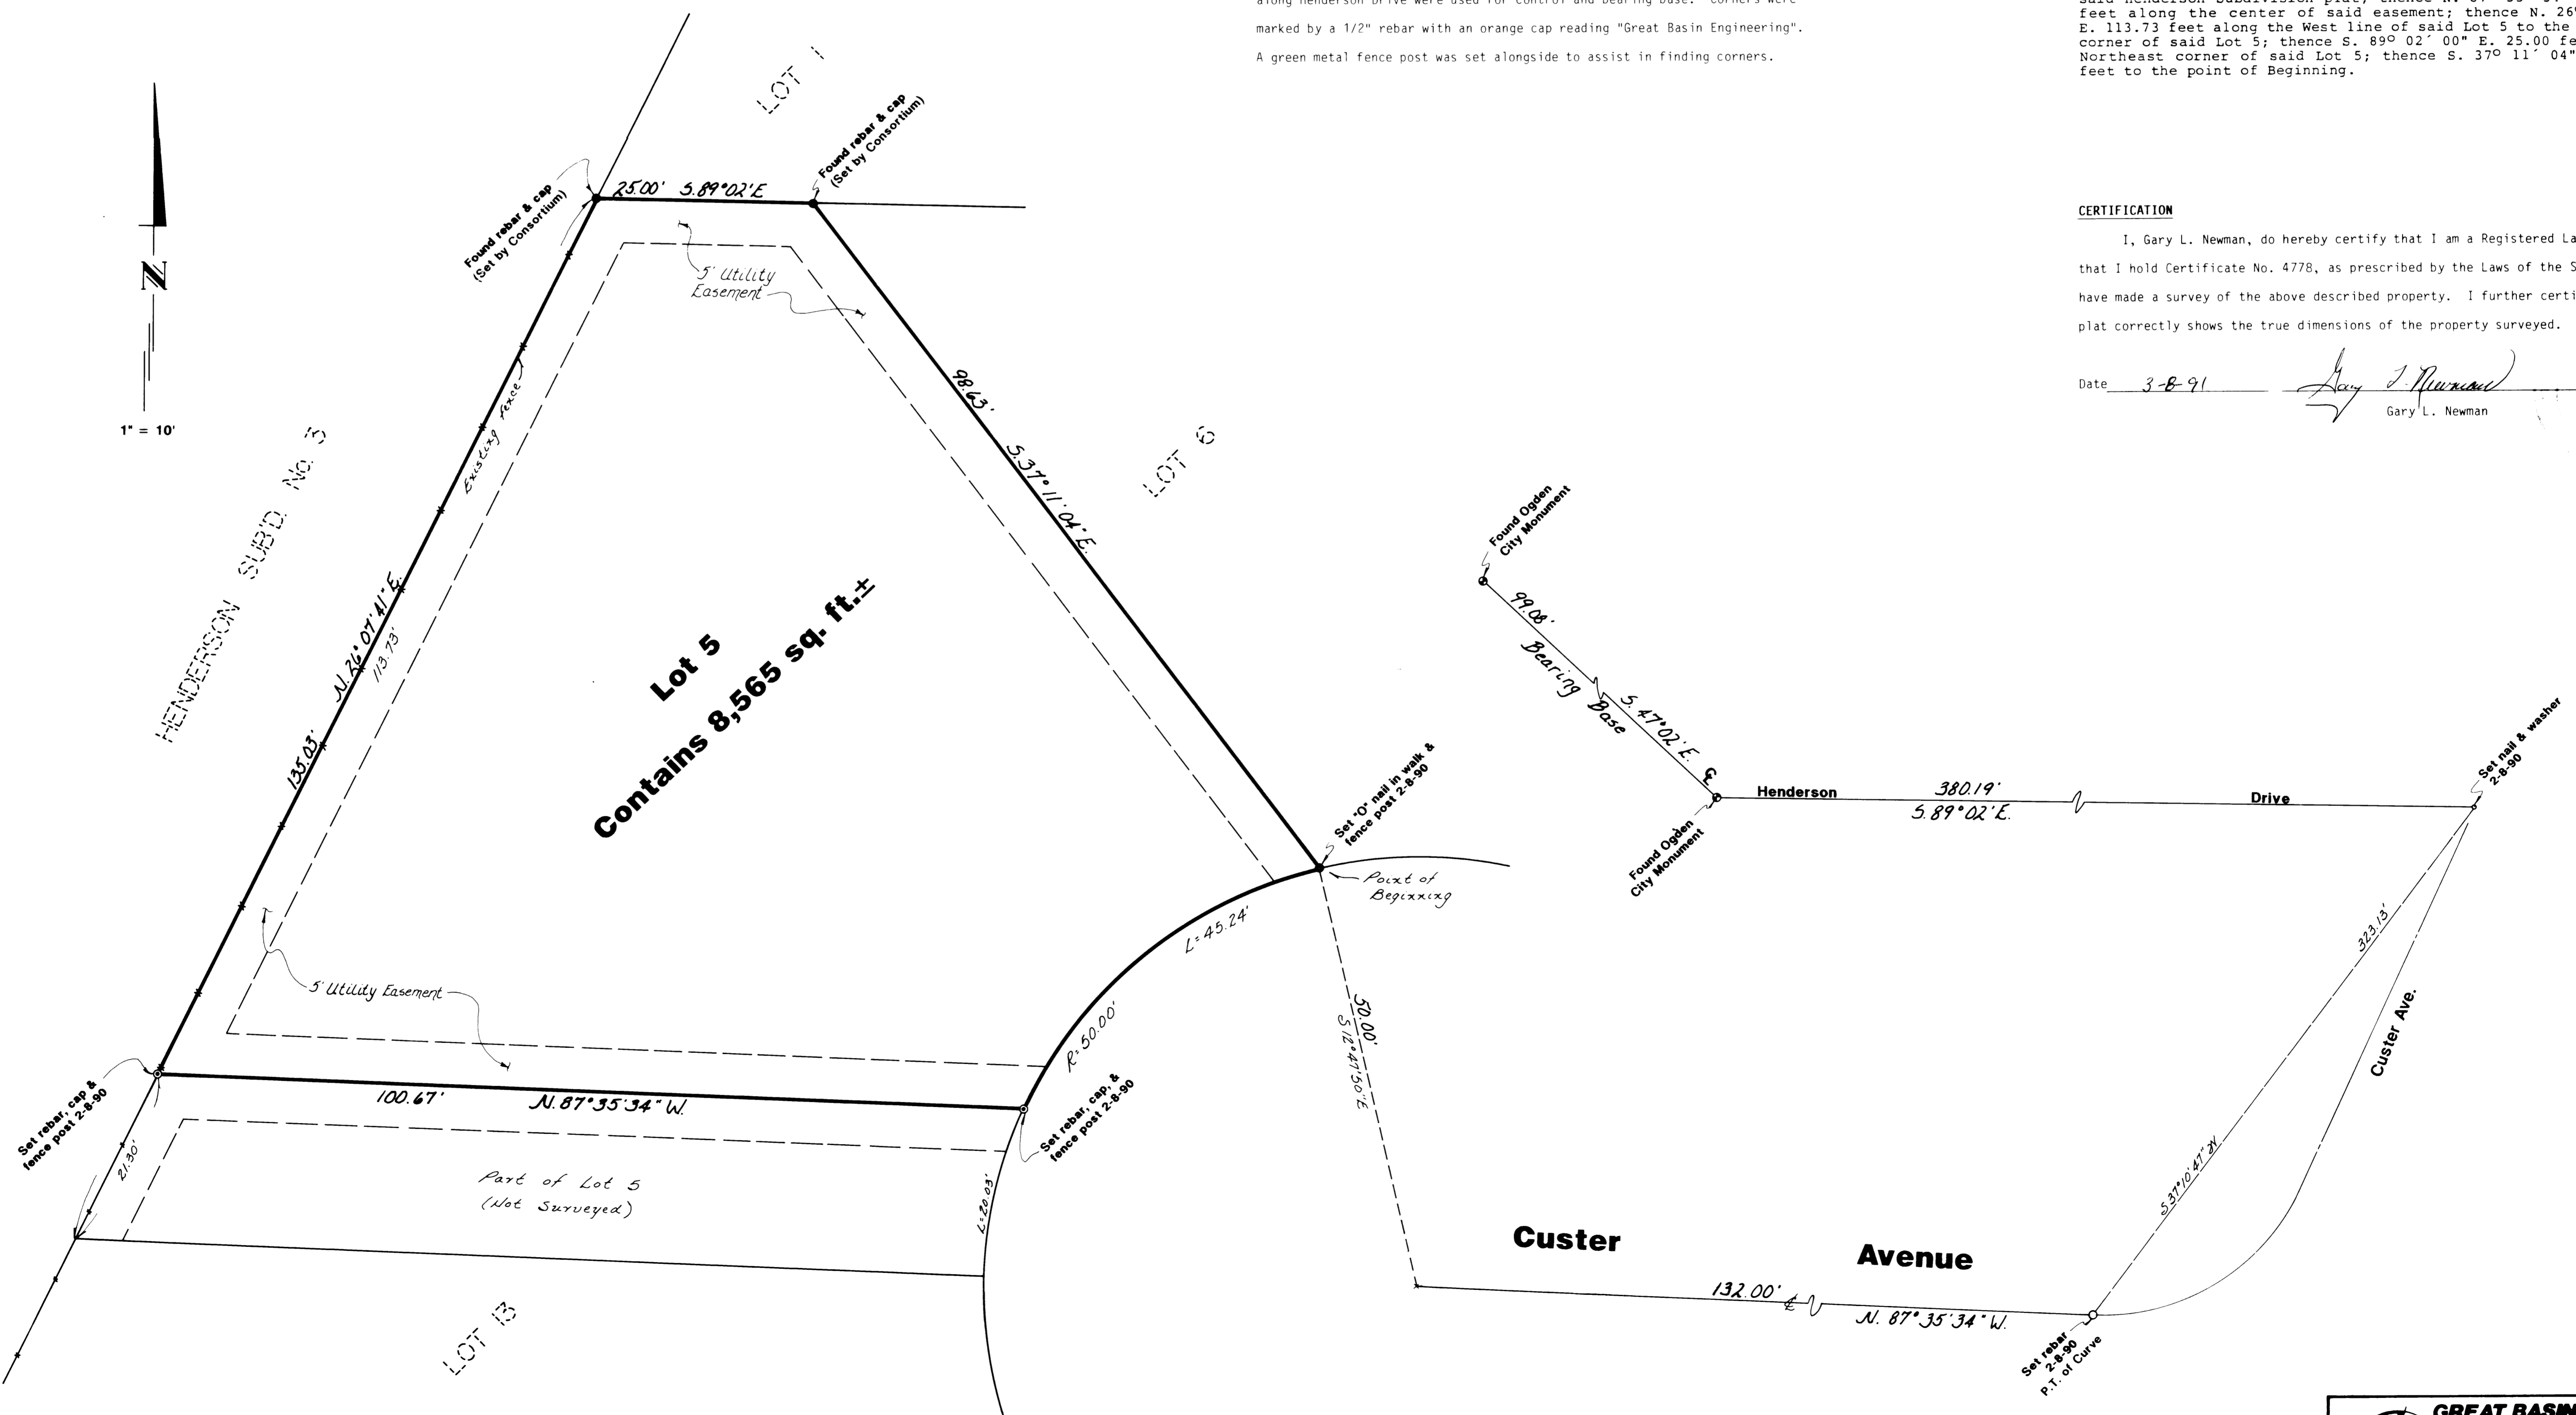 along Henderson Drive were used for control and bearing base. Corners were
marked by a 1/2" rebar with an orange cap reading "Great Basin Engineering".
A green metal fence post was set alongside to assist in finding corners.
feet along the center of said easement; thence N. 26°
E. 113.73 feet along the West line of said Lot 5 to the
corner of said Lot 5; thence S. 89° 02´ 00" E. 25.00 fe
Northeast corner of said Lot 5; thence S. 37° 11´ 04"
feet to the point of Beginning.
CERTIFICATION
I, Gary L. Newman, do hereby certify that I am a Registered La
that I hold Certificate No. 4778, as prescribed by the Laws of the S
have made a survey of the above described property. I further certi
plat correctly shows the true dimensions of the property surveyed.
Date 3-8-91
Gary L. Newman
Gary L. Newman
N
1" = 10'
LOT 1
Found rebar & cap
(Set by Consortium)
Found rebar & cap
(Set by Consortium)
25.00' S.89°02'E
5' Utility
Easement
Existing Fence
98.63'
S.37°11'04"E.
LOT 6
HENDERSON SUB'D. No. 3
N.26°07'41"E.
113.73'
135.03'
Lot 5
Contains 8,565 sq. ft.±
Found Ogden
City Monument
99.08'
Bearing Base
S.47°02'E. ℄
Found Ogden
City Monument
Henderson
380.19'
S.89°02'E.
Drive
Set nail & washer
2-8-90
Set "O" nail in walk &
fence post 2-8-90
Point of
Beginning
L=45.24'
R=50.00'
5' Utility Easement
323.13'
Custer Ave.
S37°10'47"W
50.00'
S12°47'50"E
Set rebar, cap &
fence post 2-8-90
100.67' N.87°35'34"W.
Set rebar, cap, &
fence post 2-8-90
21.30'
Part of Lot 5
(Not Surveyed)
L=20.03'
LOT 13
Custer Avenue
132.00' ℄
N. 87°35'34"W.
Set rebar
2-8-90
P.T. of Curve
GREAT BASIN